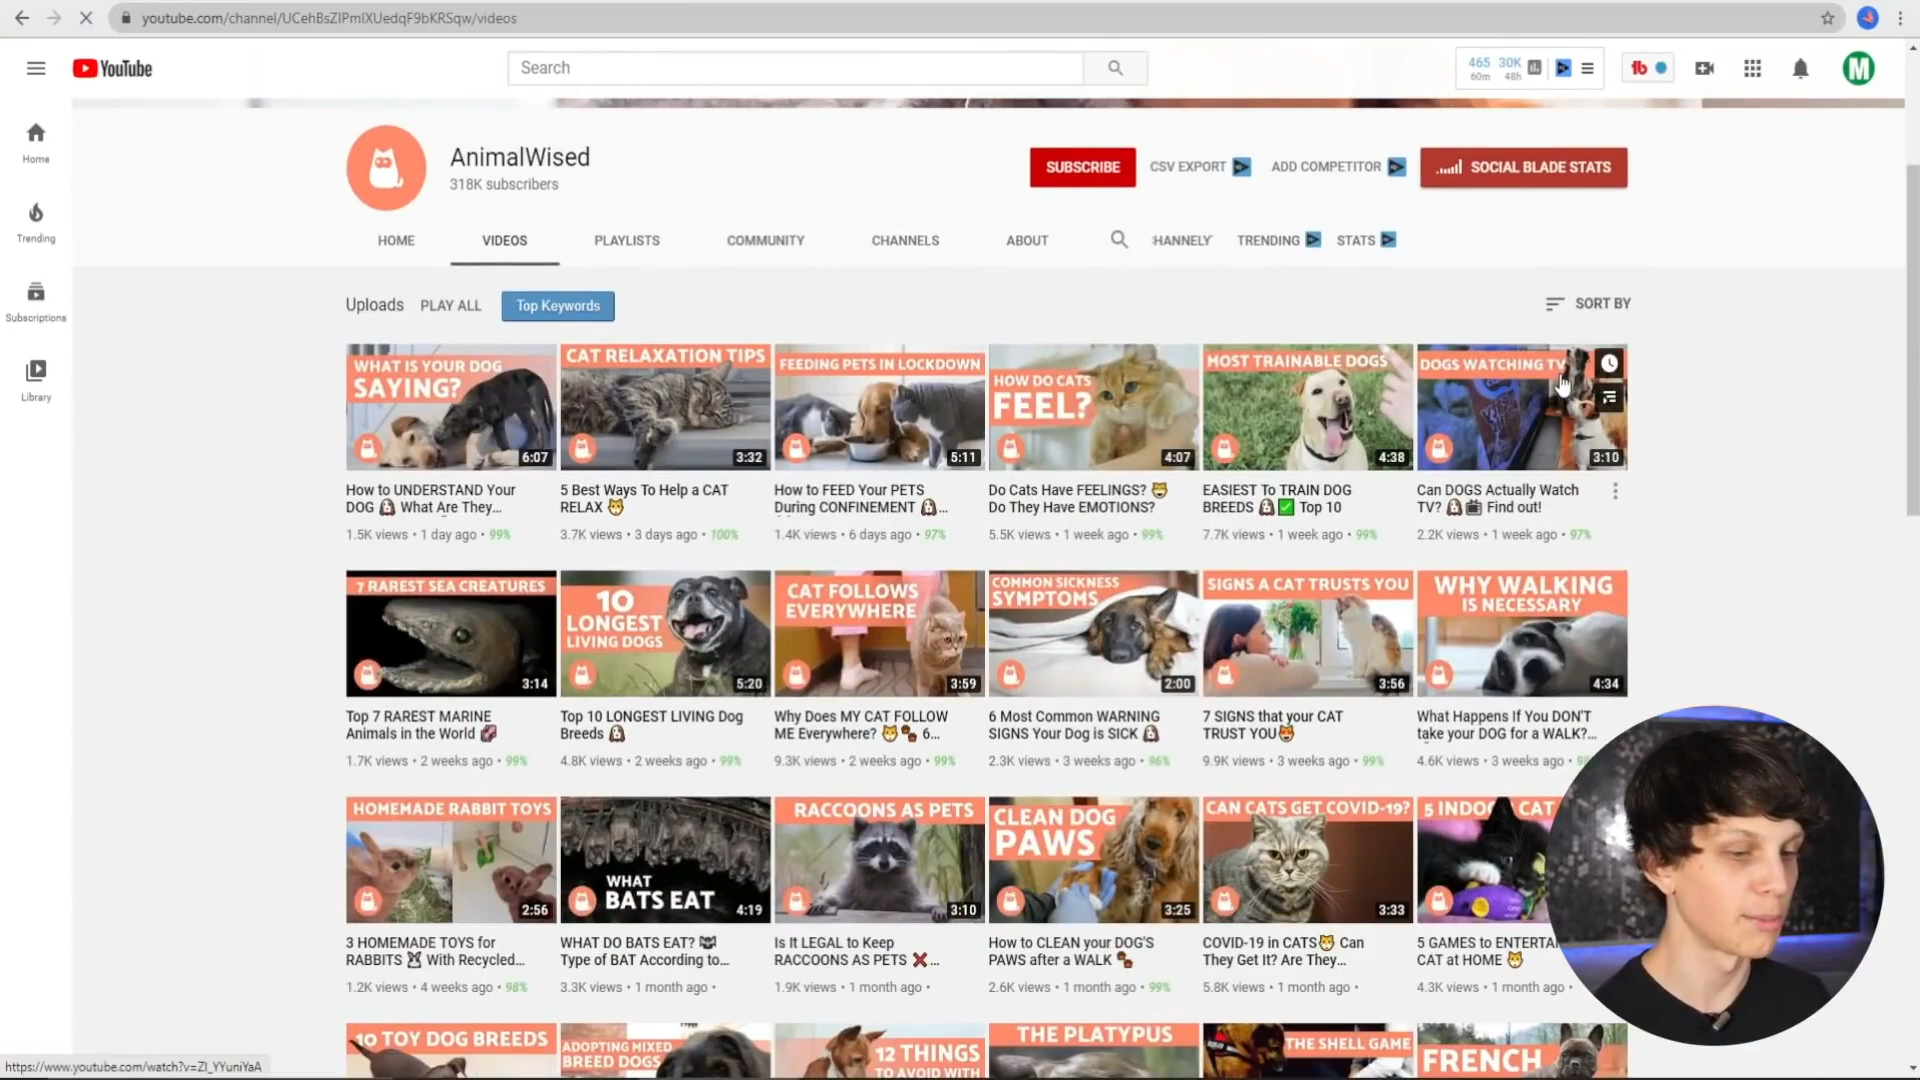 youtube.com/channel/UCehBsZlPmlXUedqF9bKRSqw/videos
YouTube
Search
465 30K
60m 48h
M
Home
Trending
Subscriptions
Library
AnimalWised
318K subscribers
SUBSCRIBE
CSV EXPORT
ADD COMPETITOR
SOCIAL BLADE STATS
HOME
VIDEOS
PLAYLISTS
COMMUNITY
CHANNELS
ABOUT
HANNELY
TRENDING
STATS
Uploads
PLAY ALL
Top Keywords
SORT BY
WHAT IS YOUR DOG
SAYING?
6:07
CAT RELAXATION TIPS
3:32
FEEDING PETS IN LOCKDOWN
5:11
HOW DO CATS
FEEL?
4:07
MOST TRAINABLE DOGS
4:38
DOGS WATCHING TV
3:10
How to UNDERSTAND Your
DOG 🐶 What Are They...
1.5K views • 1 day ago • 99%
5 Best Ways To Help a CAT
RELAX 🐱
3.7K views • 3 days ago • 100%
How to FEED Your PETS
During CONFINEMENT 🐶...
1.4K views • 6 days ago • 97%
Do Cats Have FEELINGS? 😸
Do They Have EMOTIONS?
5.5K views • 1 week ago • 99%
EASIEST To TRAIN DOG
BREEDS 🐶✅ Top 10
7.7K views • 1 week ago • 99%
Can DOGS Actually Watch
TV? 🐶📺 Find out!
2.2K views • 1 week ago • 97%
7 RAREST SEA CREATURES
3:14
10
LONGEST
LIVING DOGS
5:20
CAT FOLLOWS
EVERYWHERE
3:59
COMMON SICKNESS
SYMPTOMS
2:00
SIGNS A CAT TRUSTS YOU
3:56
WHY WALKING
IS NECESSARY
4:34
Top 7 RAREST MARINE
Animals in the World 🦑
1.7K views • 2 weeks ago • 99%
Top 10 LONGEST LIVING Dog
Breeds 🐶
4.8K views • 2 weeks ago • 99%
Why Does MY CAT FOLLOW
ME Everywhere? 🐱🐾 6...
9.3K views • 2 weeks ago • 99%
6 Most Common WARNING
SIGNS Your Dog is SICK 🐶
2.3K views • 3 weeks ago • 96%
7 SIGNS that your CAT
TRUST YOU😻
9.9K views • 3 weeks ago • 99%
What Happens If You DON'T
take your DOG for a WALK?...
4.6K views • 3 weeks ago •
HOMEMADE RABBIT TOYS
2:56
WHAT
BATS EAT
4:19
RACCOONS AS PETS
3:10
CLEAN DOG
PAWS
3:25
CAN CATS GET COVID-19?
3:33
5 INDOO CAT
3 HOMEMADE TOYS for
RABBITS 🐰 With Recycled...
1.2K views • 4 weeks ago • 98%
WHAT DO BATS EAT? 🦇
Type of BAT According to...
3.3K views • 1 month ago •
Is It LEGAL to Keep
RACCOONS AS PETS ❌...
1.9K views • 1 month ago •
How to CLEAN your DOG'S
PAWS after a WALK 🐾
2.6K views • 1 month ago • 99%
COVID-19 in CATS🐱 Can
They Get It? Are They...
5.8K views • 1 month ago •
5 GAMES to ENTERTA
CAT at HOME 🐱
4.3K views • 1 month ago •
10 TOY DOG BREEDS
ADOPTING MIXED
BREED DOGS
12 THINGS
TO AVOID WITH
THE PLATYPUS
THE SHELL GAME
FRENCH
https://www.youtube.com/watch?v=ZI_YYuniYaA